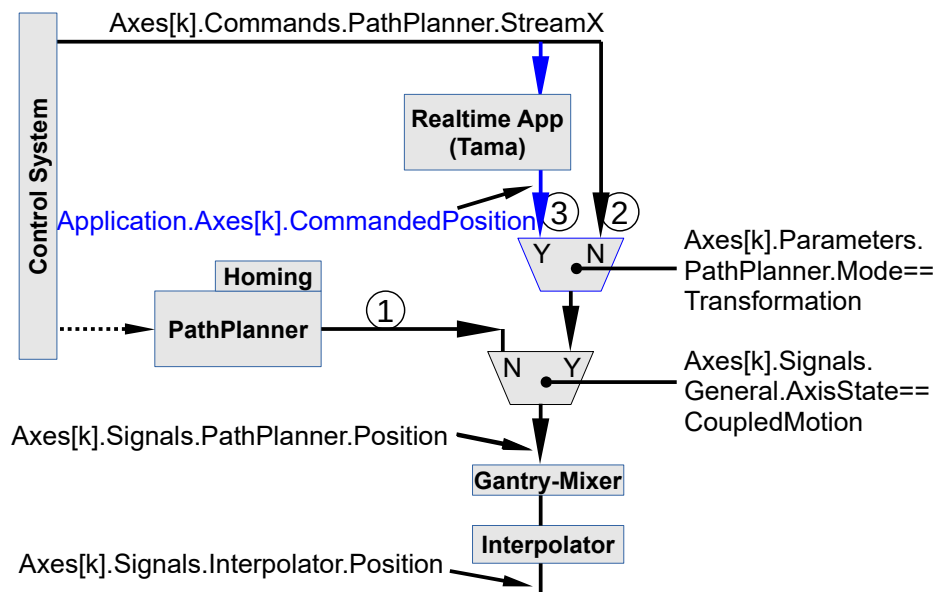 Axes[k].Commands.PathPlanner.StreamX
Control System
Realtime App
(Tama)
Application.Axes[k].CommandedPosition
3
2
Y
N
Axes[k].Parameters.
PathPlanner.Mode==
Transformation
Homing
PathPlanner
1
N
Y
Axes[k].Signals.
General.AxisState==
CoupledMotion
Axes[k].Signals.PathPlanner.Position
Gantry-Mixer
Interpolator
Axes[k].Signals.Interpolator.Position